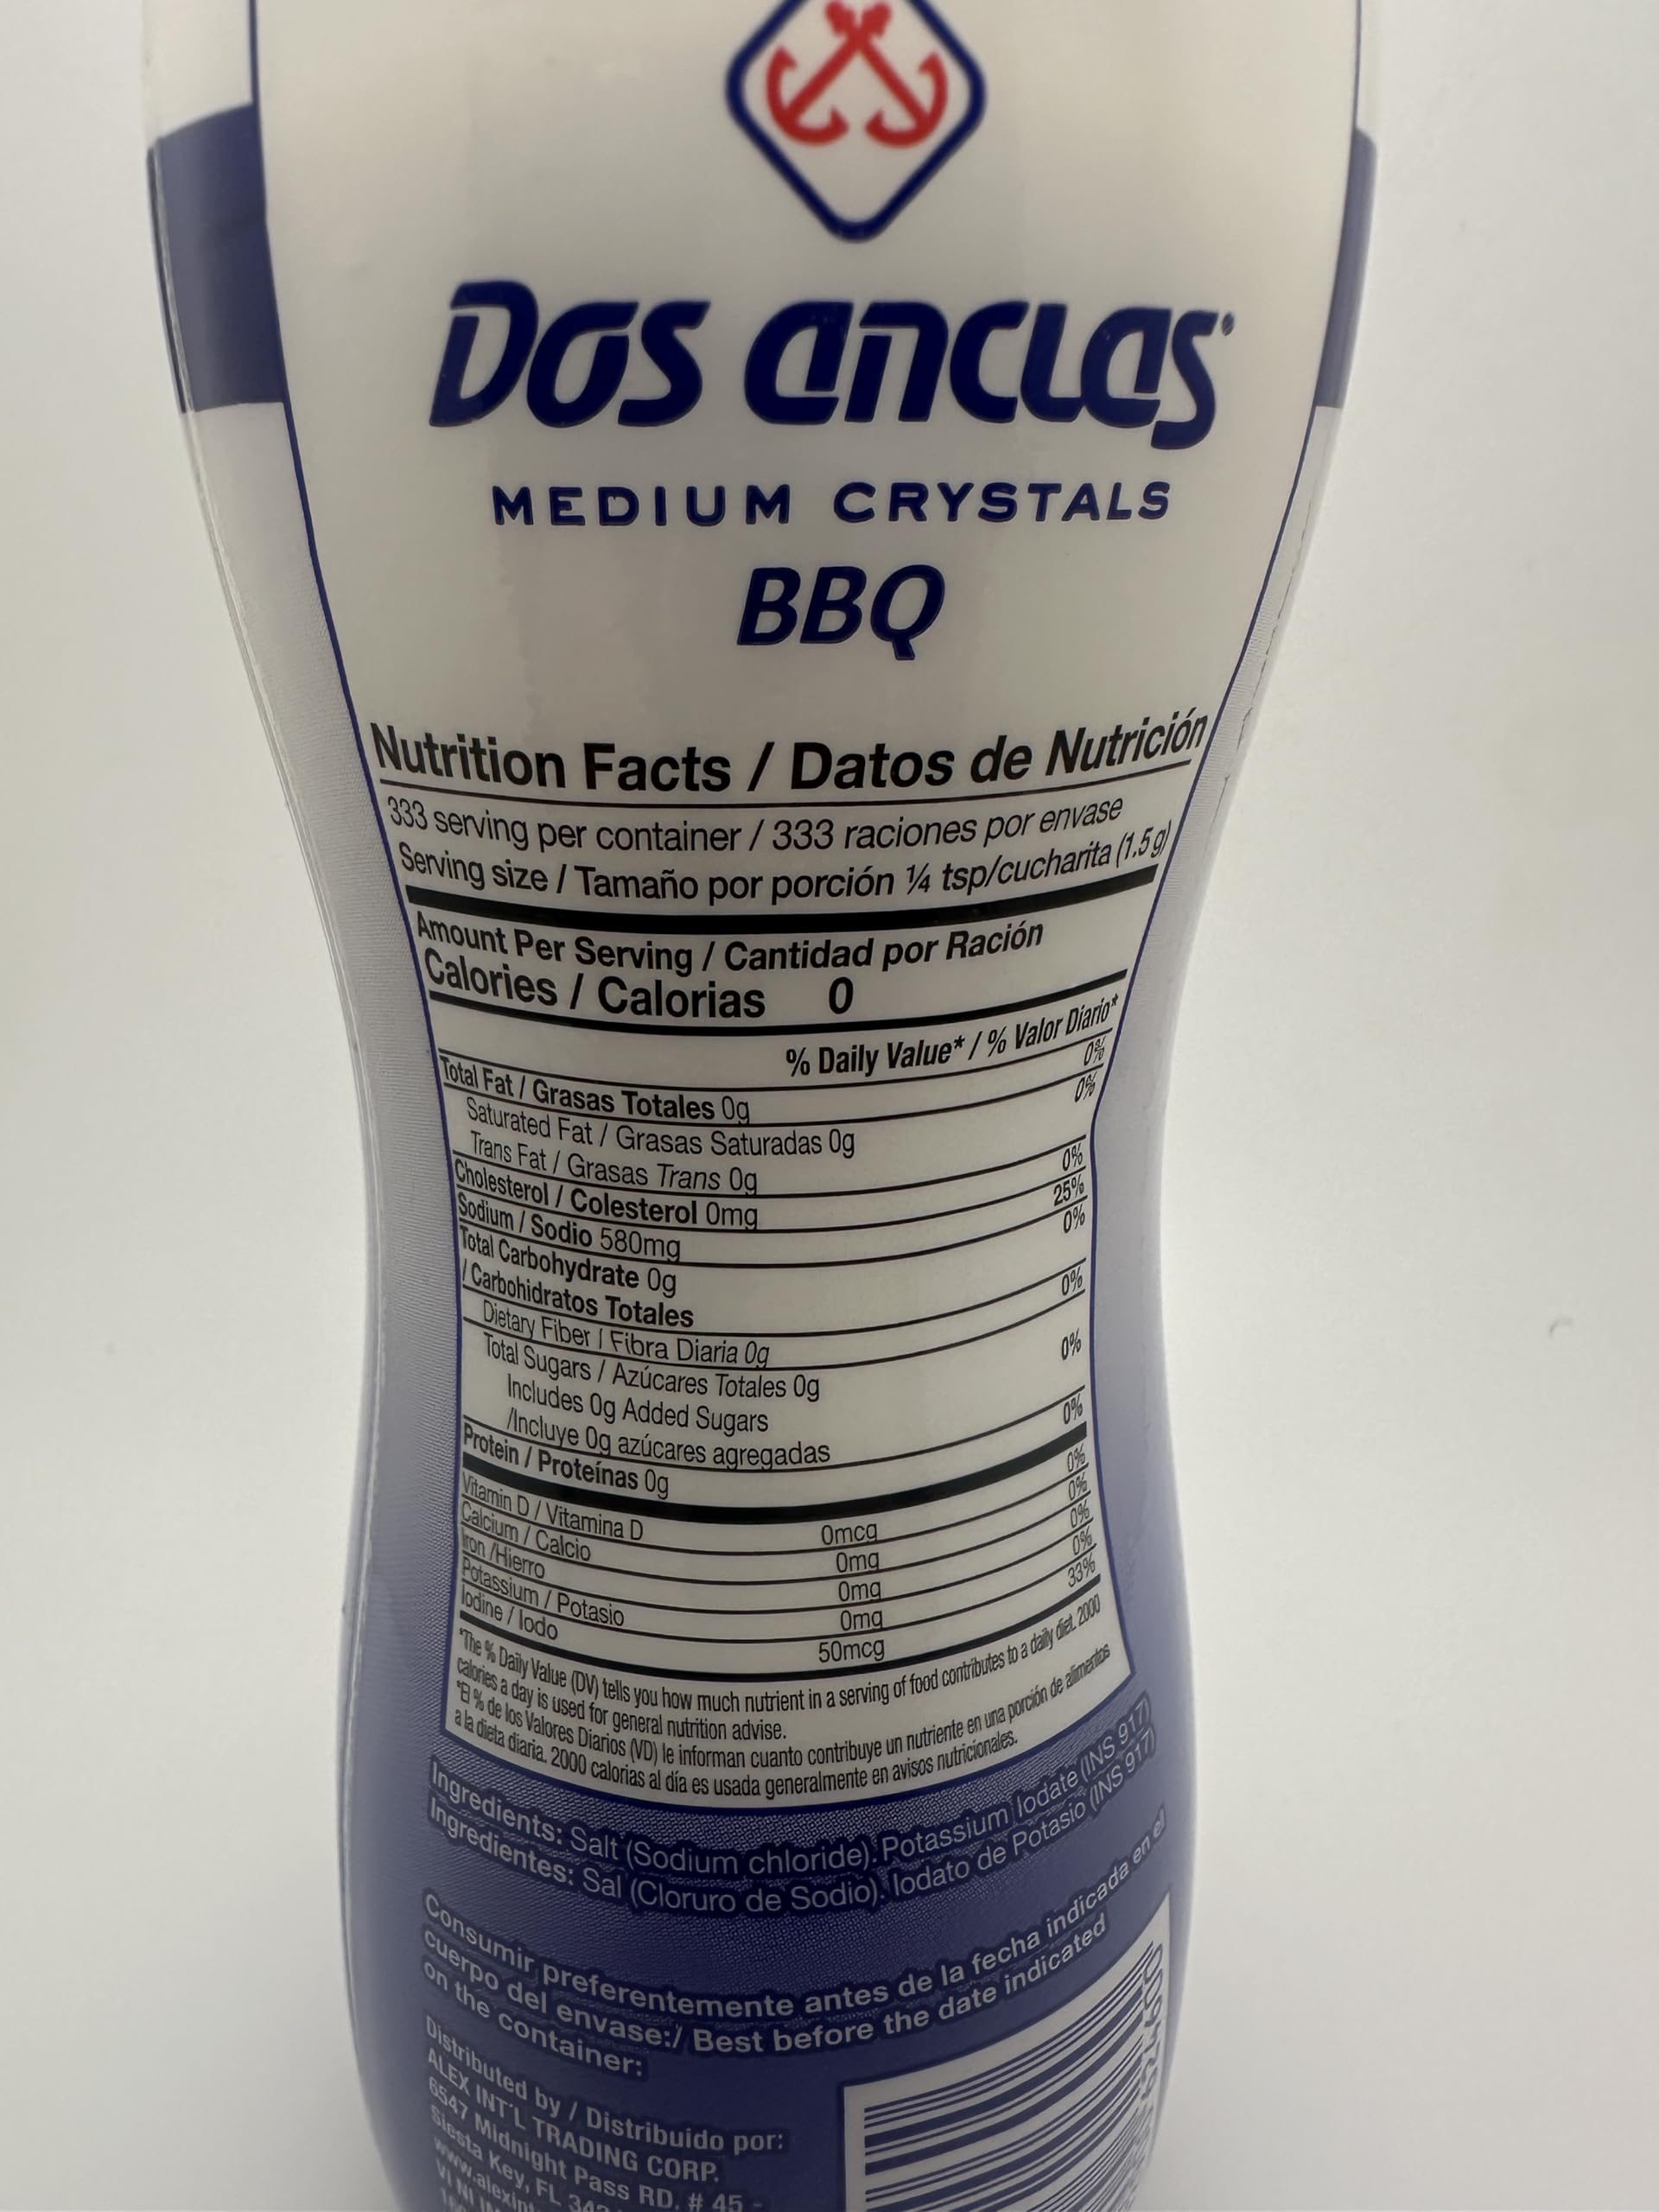 Dos anclas
MEDIUM CRYSTALS
BBQ
Nutrition Facts / Datos de Nutrición
333 serving per container / 333 raciones por envase
Serving size / Tamaño por porción ¼ tsp/cucharita (1.5 g)
Amount Per Serving / Cantidad por Ración
Calories / Calorias 0
% Daily Value* / % Valor Diario*
Total Fat / Grasas Totales 0g 0%
Saturated Fat / Grasas Saturadas 0g 0%
Trans Fat / Grasas Trans 0g
Cholesterol / Colesterol 0mg 0%
Sodium / Sodio 580mg 25%
Total Carbohydrate 0g 0%
/ Carbohidratos Totales
Dietary Fiber / Fibra Diaria 0g 0%
Total Sugars / Azúcares Totales 0g
Includes 0g Added Sugars 0%
/Incluye 0g azúcares agregadas
Protein / Proteínas 0g 0%
Vitamin D / Vitamina D 0mcg 0%
Calcium / Calcio 0mg 0%
Iron /Hierro 0mg 0%
Potassium / Potasio 0mg 0%
Iodine / Iodo 50mcg 33%
*The % Daily Value (DV) tells you how much nutrient in a serving of food contributes to a daily diet. 2000
calories a day is used for general nutrition advise.
*El % de los Valores Diarios (VD) le informan cuanto contribuye un nutriente en una porción de alimentos
a la dieta diaria. 2000 calorias al día es usada generalmente en avisos nutricionales.
Ingredients: Salt (Sodium chloride). Potassium Iodate (INS 917)
Ingredientes: Sal (Cloruro de Sodio). Iodato de Potasio (INS 917)
Consumir preferentemente antes de la fecha indicada en el
cuerpo del envase:/ Best before the date indicated
on the container:
Distributed by / Distribuido por:
ALEX INT'L TRADING CORP.
6547 Midnight Pass RD. # 45 -
Siesta Key, FL